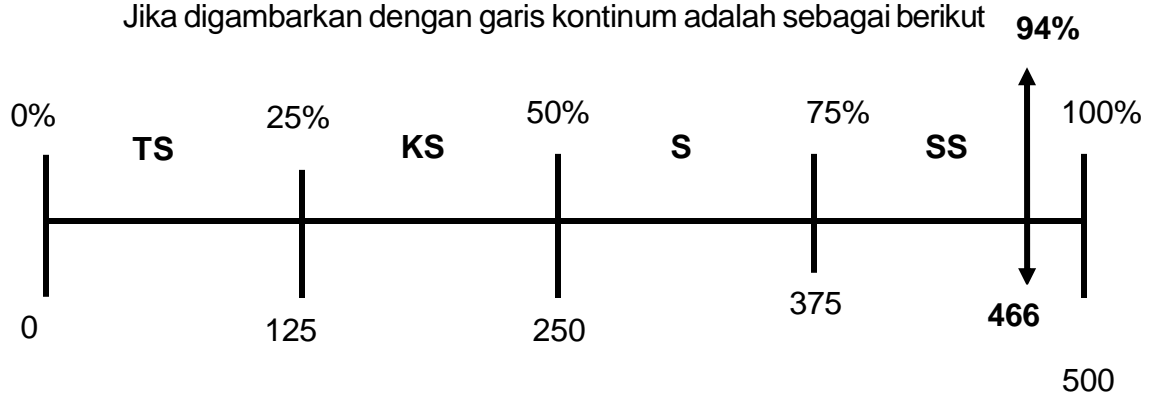 Jika digambarkan dengan garis kontinum adalah sebagai berikut
94%
0% 25% 50% 75% 100%
TS KS S SS
0 125 250 375 466
500